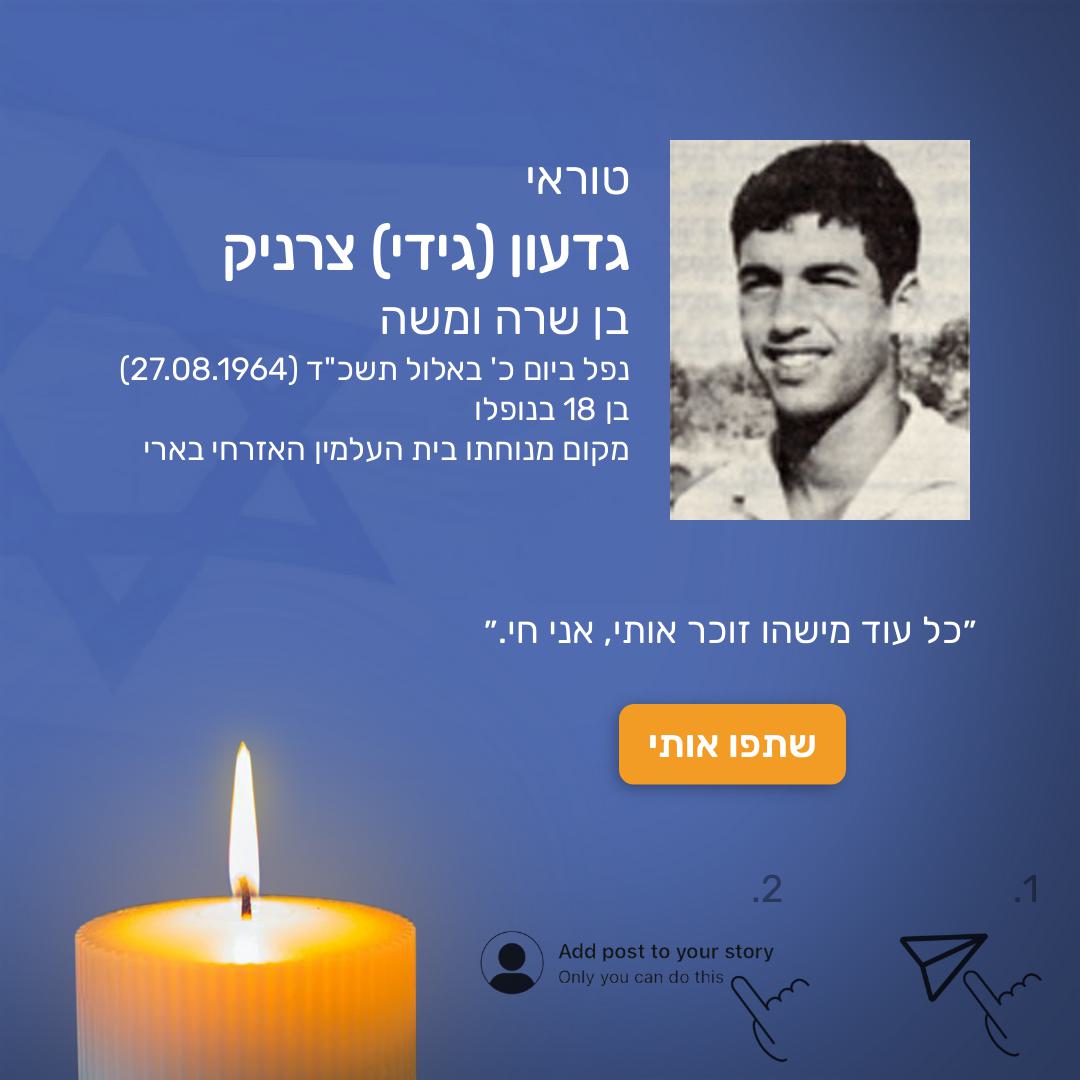 טוראי
גדעון (גידי) צרניק
בן שרה ומשה
נפל ביום כ' באלול תשכ"ד (27.08.1964)
בן 18 בנופלו
מקום מנוחתו בית העלמין האזרחי בארי
״כל עוד מישהו זוכר אותי, אני חי.״
שתפו אותי
.1
.2
Add post to your story
Only you can do this